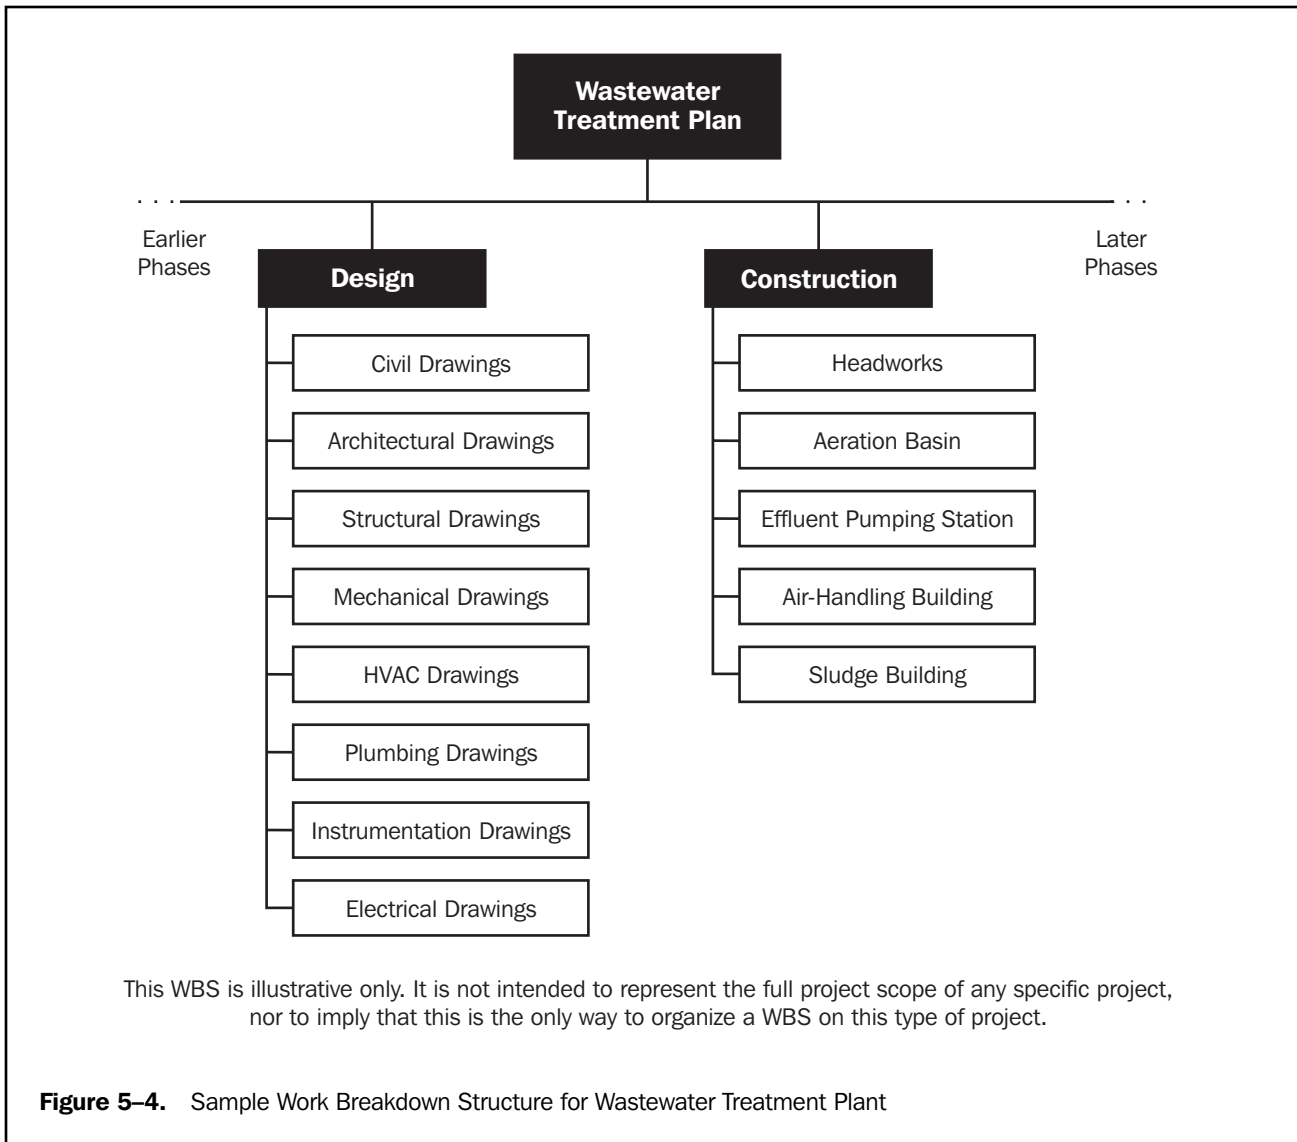 Wastewater
Treatment Plan
. . .
. . .
Earlier
Phases
Later
Phases
Design
Construction
Civil Drawings
Architectural Drawings
Structural Drawings
Mechanical Drawings
HVAC Drawings
Plumbing Drawings
Instrumentation Drawings
Electrical Drawings
Headworks
Aeration Basin
Effluent Pumping Station
Air-Handling Building
Sludge Building
This WBS is illustrative only. It is not intended to represent the full project scope of any specific project,
nor to imply that this is the only way to organize a WBS on this type of project.
Figure 5–4. Sample Work Breakdown Structure for Wastewater Treatment Plant